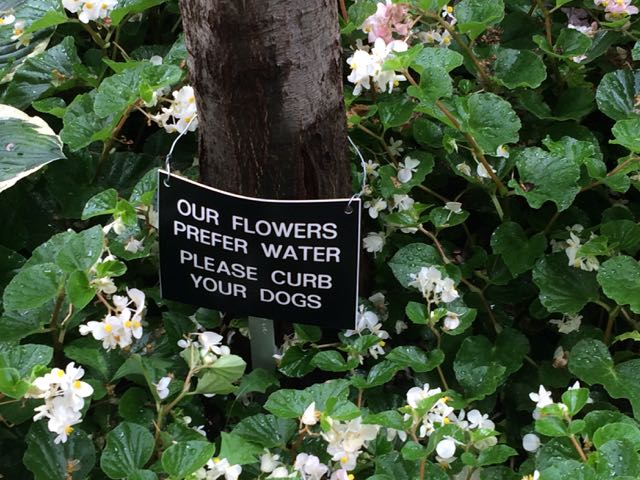 OUR FLOWERS
PREFER WATER
PLEASE CURB
YOUR DOGS